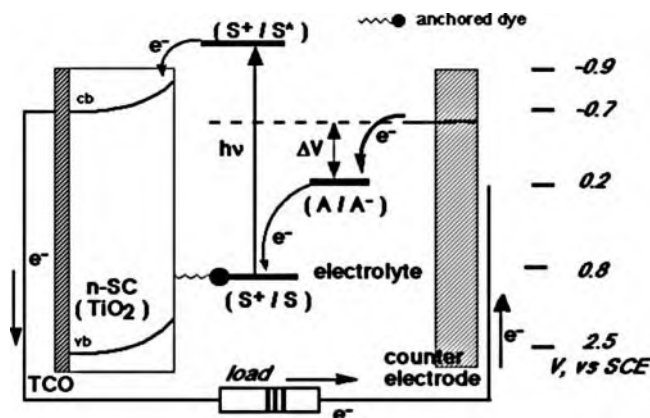 (S+/S*)
anchored dye
e-
cb
-0.9
-0.7
hν
ΔV
e-
(A/A-)
0.2
e-
e-
n-SC
(TiO2)
electrolyte
(S+/S)
0.8
vb
e-
2.5
V, vs SCE
TCO
load
counter
electrode
e-